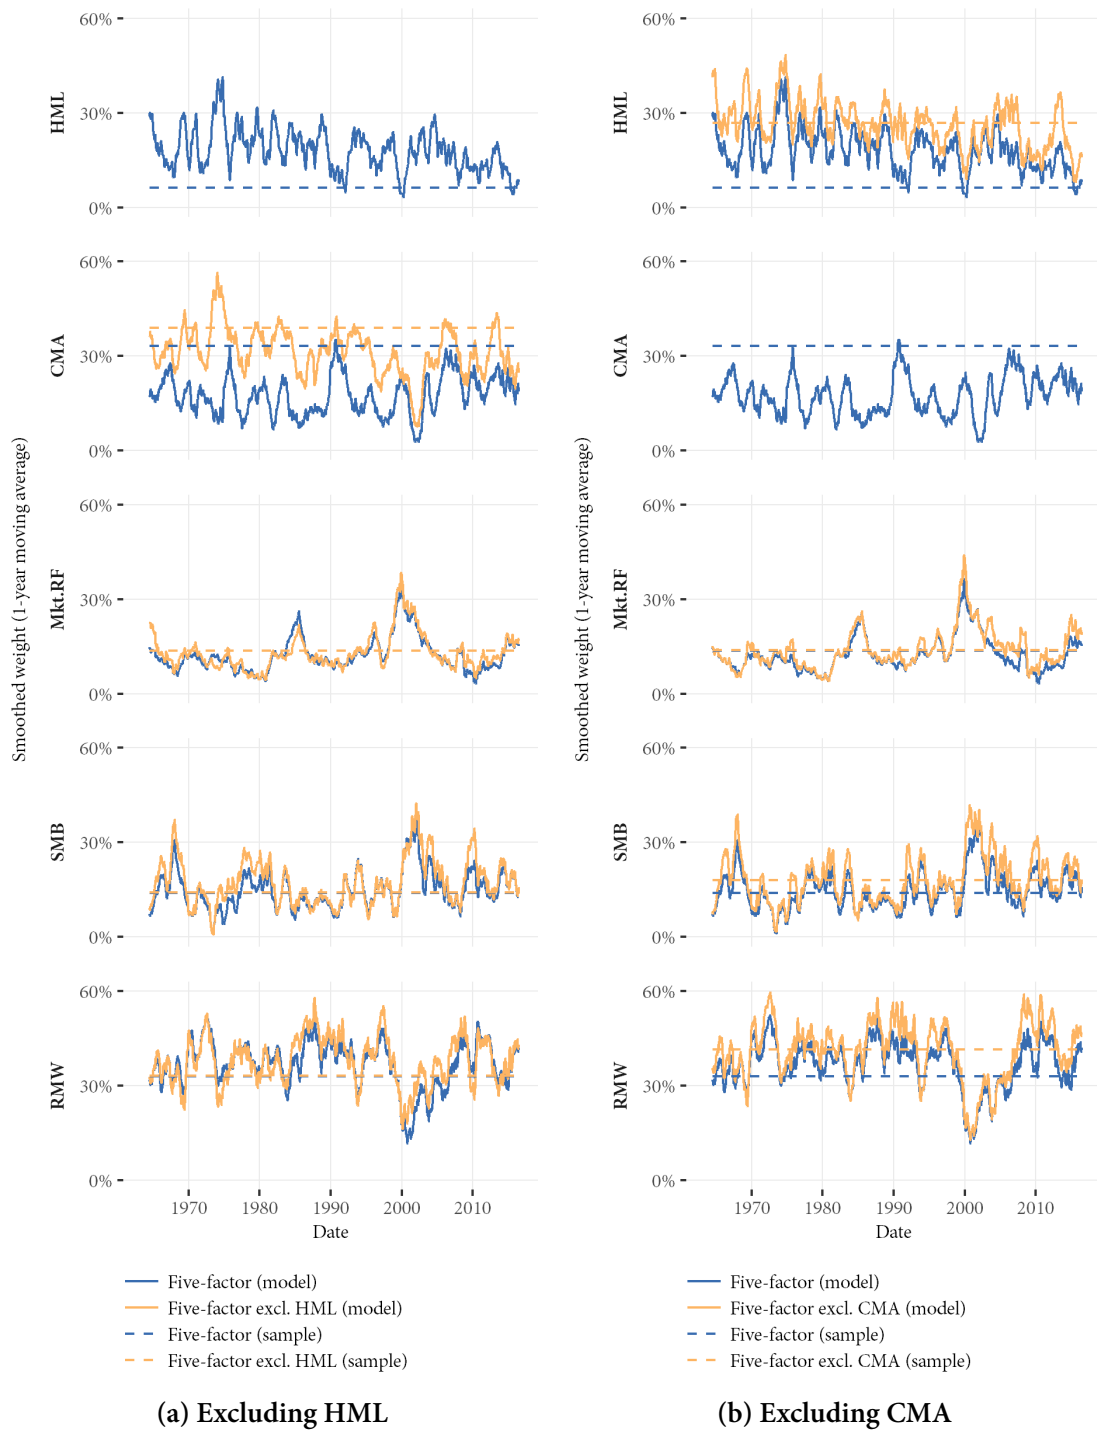 Smoothed weight (1-year moving average)
HML
60%
30%
0%
CMA
60%
30%
0%
Mkt.RF
60%
30%
0%
SMB
60%
30%
0%
RMW
60%
30%
0%
1970 1980 1990 2000 2010
Date
Five-factor (model)
Five-factor excl. HML (model)
Five-factor (sample)
Five-factor excl. HML (sample)
(a) Excluding HML
Smoothed weight (1-year moving average)
HML
60%
30%
0%
CMA
60%
30%
0%
Mkt.RF
60%
30%
0%
SMB
60%
30%
0%
RMW
60%
30%
0%
1970 1980 1990 2000 2010
Date
Five-factor (model)
Five-factor excl. CMA (model)
Five-factor (sample)
Five-factor excl. CMA (sample)
(b) Excluding CMA